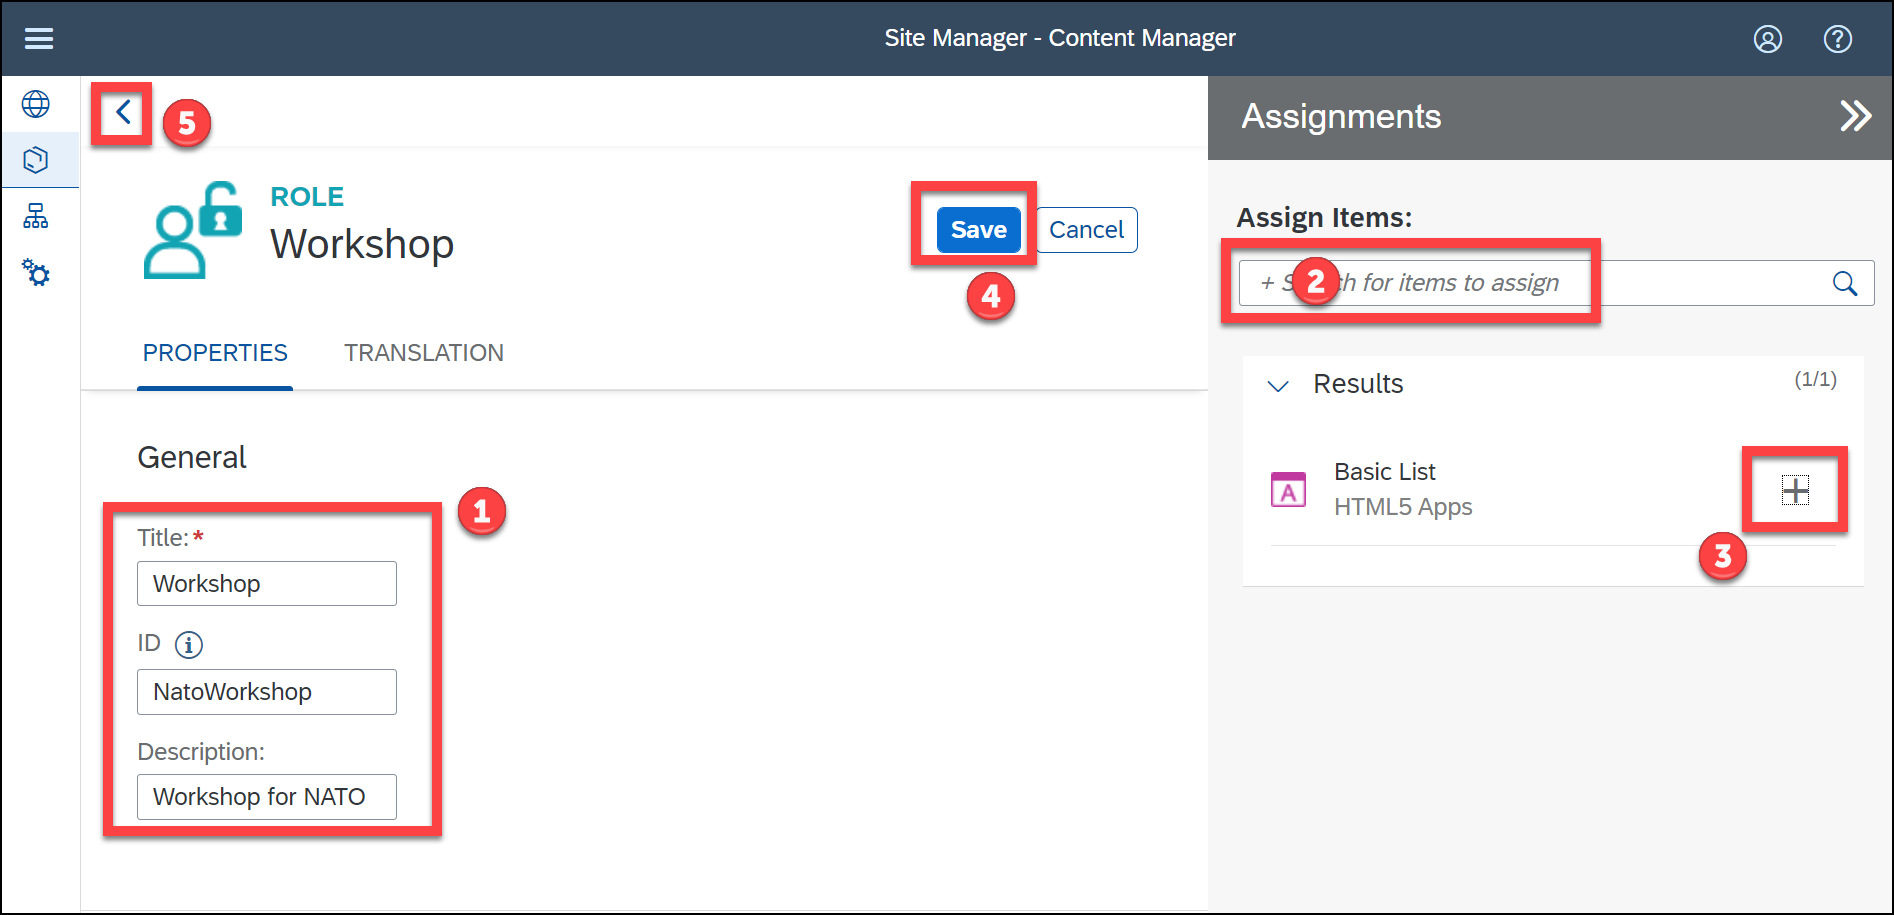 Site Manager - Content Manager
5
ROLE
Workshop
Save
Cancel
4
PROPERTIES
TRANSLATION
General
1
Title:*
Workshop
ID
NatoWorkshop
Description:
Workshop for NATO
Assignments
Assign Items:
+ S 2 ch for items to assign
Results
(1/1)
A
Basic List
HTML5 Apps
3